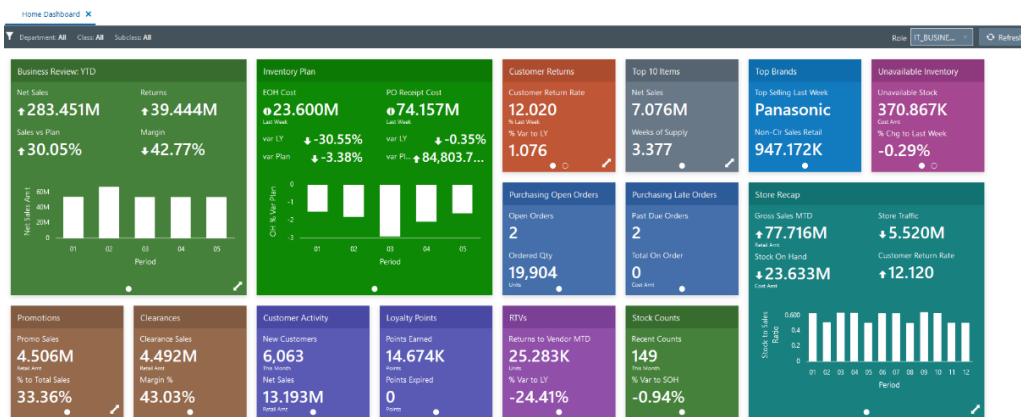 Home Dashboard ✕
Department: All Class: All Subclass: All
Role IT_BUSINE... Refresh
Business Review: YTD
Net Sales Returns
283.451M 39.444M
Sales vs Plan Margin
30.05% 42.77%
Net Sales Amt
60M
40M
20M
0
01 02 03 04 05
Period
Inventory Plan
EOH Cost PO Receipt Cost
23.600M 74.157M
Last Week Last Week
var LY -30.55% var LY -0.35%
var Plan -3.38% var Pl... 84,803.7...
OH % Var Plan
0
-1
-2
-3
01 02 03 04 05
Period
Customer Returns
Customer Return Rate
12.020
% Last Week
% Var to LY
1.076
Top 10 Items
Net Sales
7.076M
Weeks of Supply
3.377
Top Brands
Top Selling Last Week
Panasonic
Non-Clr Sales Retail
947.172K
Unavailable Inventory
Unavailable Stock
370.867K
Cost Amt
% Chg to Last Week
-0.29%
Purchasing Open Orders
Open Orders
2
Ordered Qty
19,904
Units
Purchasing Late Orders
Past Due Orders
2
Total On Order
0
Cost Amt
Store Recap
Gross Sales MTD Store Traffic
77.716M 5.520M
Retail Amt
Stock On Hand Customer Return Rate
23.633M 12.120
Cost Amt
Stock to Sales
Ratio
0.600
0.4
0.2
0
01 02 03 04 05 06 07 08 09 10 11 12
Period
Promotions
Promo Sales
4.506M
Retail Amt
% to Total Sales
33.36%
Clearances
Clearance Sales
4.492M
Retail Amt
Margin %
43.03%
Customer Activity
New Customers
6,063
This Month
Net Sales
13.193M
Retail Amt
Loyalty Points
Points Earned
14.674K
Points
Points Expired
0
Points
RTVs
Returns to Vendor MTD
25.283K
Units
% Var to LY
-24.41%
Stock Counts
Recent Counts
149
This Month
% Var to SOH
-0.94%